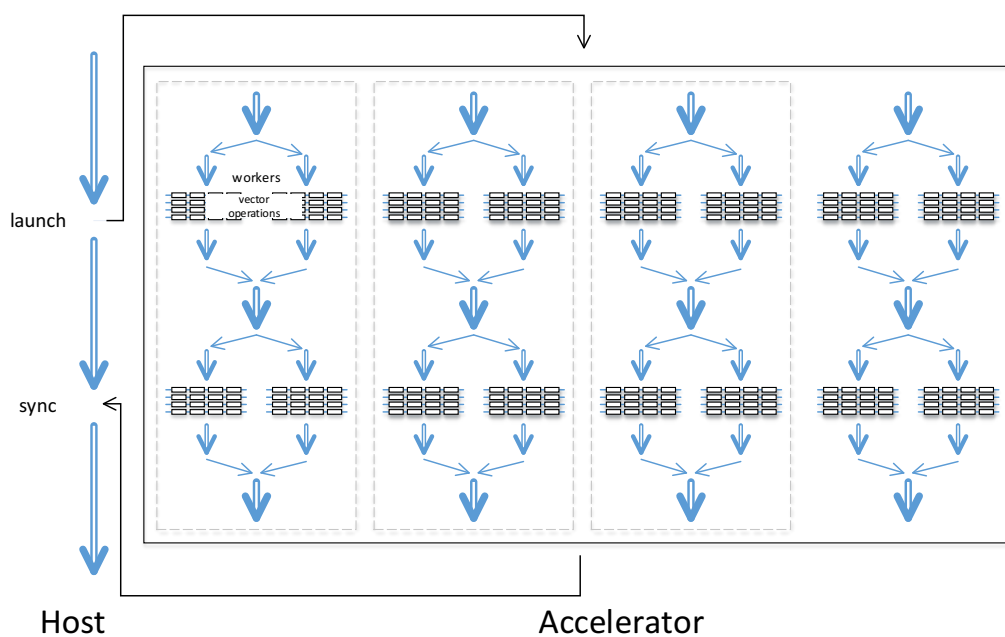 workers
vector
operations
launch
sync
Host
Accelerator